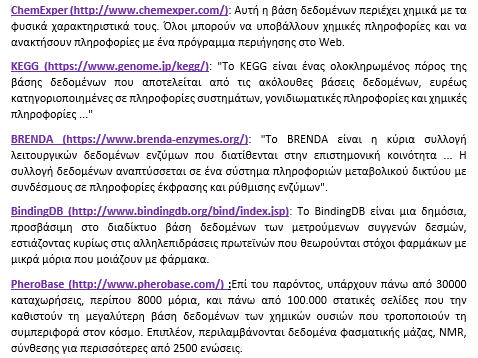 ChemExper (http://www.chemexper.com/): Αυτή η βάση δεδομένων περιέχει χημικά με τα
φυσικά χαρακτηριστικά τους. Όλοι μπορούν να υποβάλλουν χημικές πληροφορίες και να
ανακτήσουν πληροφορίες με ένα πρόγραμμα περιήγησης στο Web.
KEGG (https://www.genome.jp/kegg/): "Το KEGG είναι ένας ολοκληρωμένος πόρος της
βάσης δεδομένων που αποτελείται από τις ακόλουθες βάσεις δεδομένων, ευρέως
κατηγοριοποιημένες σε πληροφορίες συστημάτων, γονιδιωματικές πληροφορίες και χημικές
πληροφορίες ..."
BRENDA (https://www.brenda-enzymes.org/): "Το BRENDA είναι η κύρια συλλογή
λειτουργικών δεδομένων ενζύμων που διατίθενται στην επιστημονική κοινότητα ... Η
συλλογή δεδομένων αναπτύσσεται σε ένα σύστημα πληροφοριών μεταβολικού δικτύου με
συνδέσμους σε πληροφορίες έκφρασης και ρύθμισης ενζύμων".
BindingDB (http://www.bindingdb.org/bind/index.jsp): Το BindingDB είναι μια δημόσια,
προσβάσιμη στο διαδίκτυο βάση δεδομένων των μετρούμενων συγγενών δεσμών,
εστιάζοντας κυρίως στις αλληλεπιδράσεις πρωτεϊνών που θεωρούνται στόχοι φαρμάκων με
μικρά μόρια που μοιάζουν με φάρμακα.
PheroBase (http://www.pherobase.com/) :Επί του παρόντος, υπάρχουν πάνω από 30000
καταχωρήσεις, περίπου 8000 μόρια, και πάνω από 100.000 στατικές σελίδες που την
καθιστούν τη μεγαλύτερη βάση δεδομένων των χημικών ουσιών που τροποποιούν τη
συμπεριφορά στον κόσμο. Επιπλέον, περιλαμβάνονται δεδομένα φασματικής μάζας, NMR,
σύνθεσης για περισσότερες από 2500 ενώσεις.